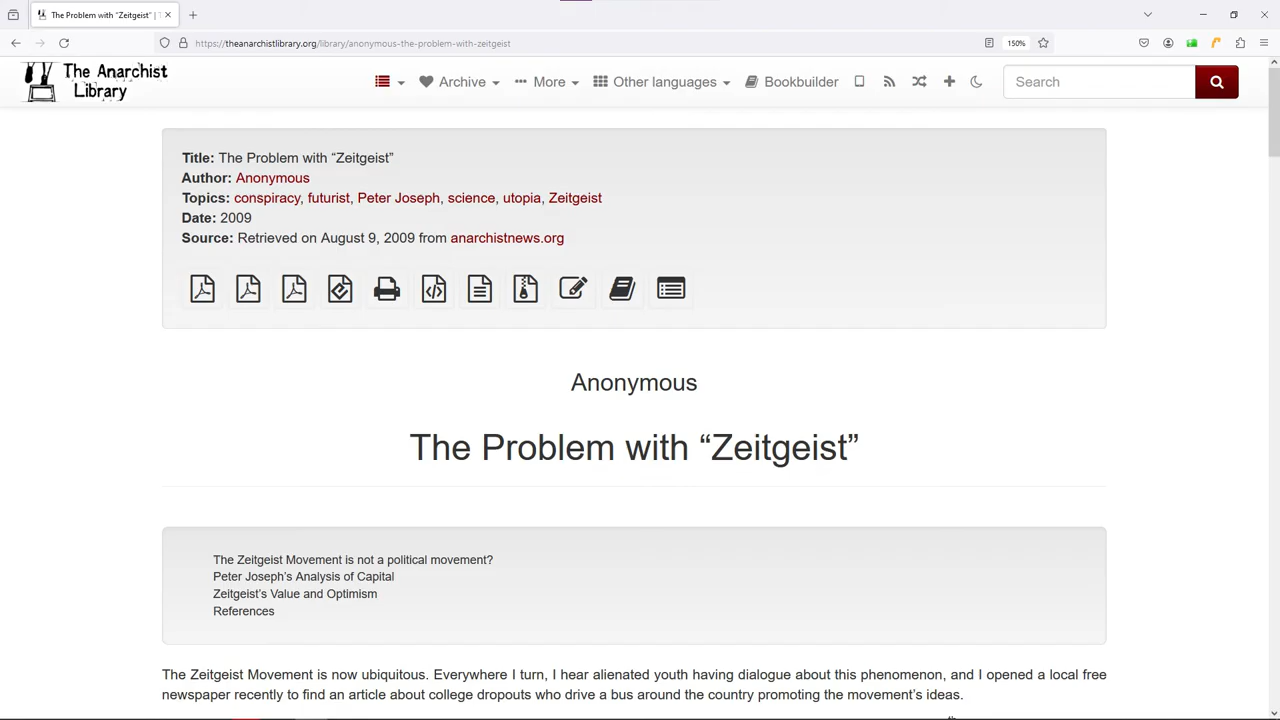 The Problem with “Zeitgeist” |
https://theanarchistlibrary.org/library/anonymous-the-problem-with-zeitgeist
150%
The Anarchist
Library
Archive
More
Other languages
Bookbuilder
Search
Title: The Problem with “Zeitgeist”
Author: Anonymous
Topics: conspiracy, futurist, Peter Joseph, science, utopia, Zeitgeist
Date: 2009
Source: Retrieved on August 9, 2009 from anarchistnews.org
Anonymous
The Problem with “Zeitgeist”
The Zeitgeist Movement is not a political movement?
Peter Joseph’s Analysis of Capital
Zeitgeist’s Value and Optimism
References
The Zeitgeist Movement is now ubiquitous. Everywhere I turn, I hear alienated youth having dialogue about this phenomenon, and I opened a local free
newspaper recently to find an article about college dropouts who drive a bus around the country promoting the movement’s ideas.